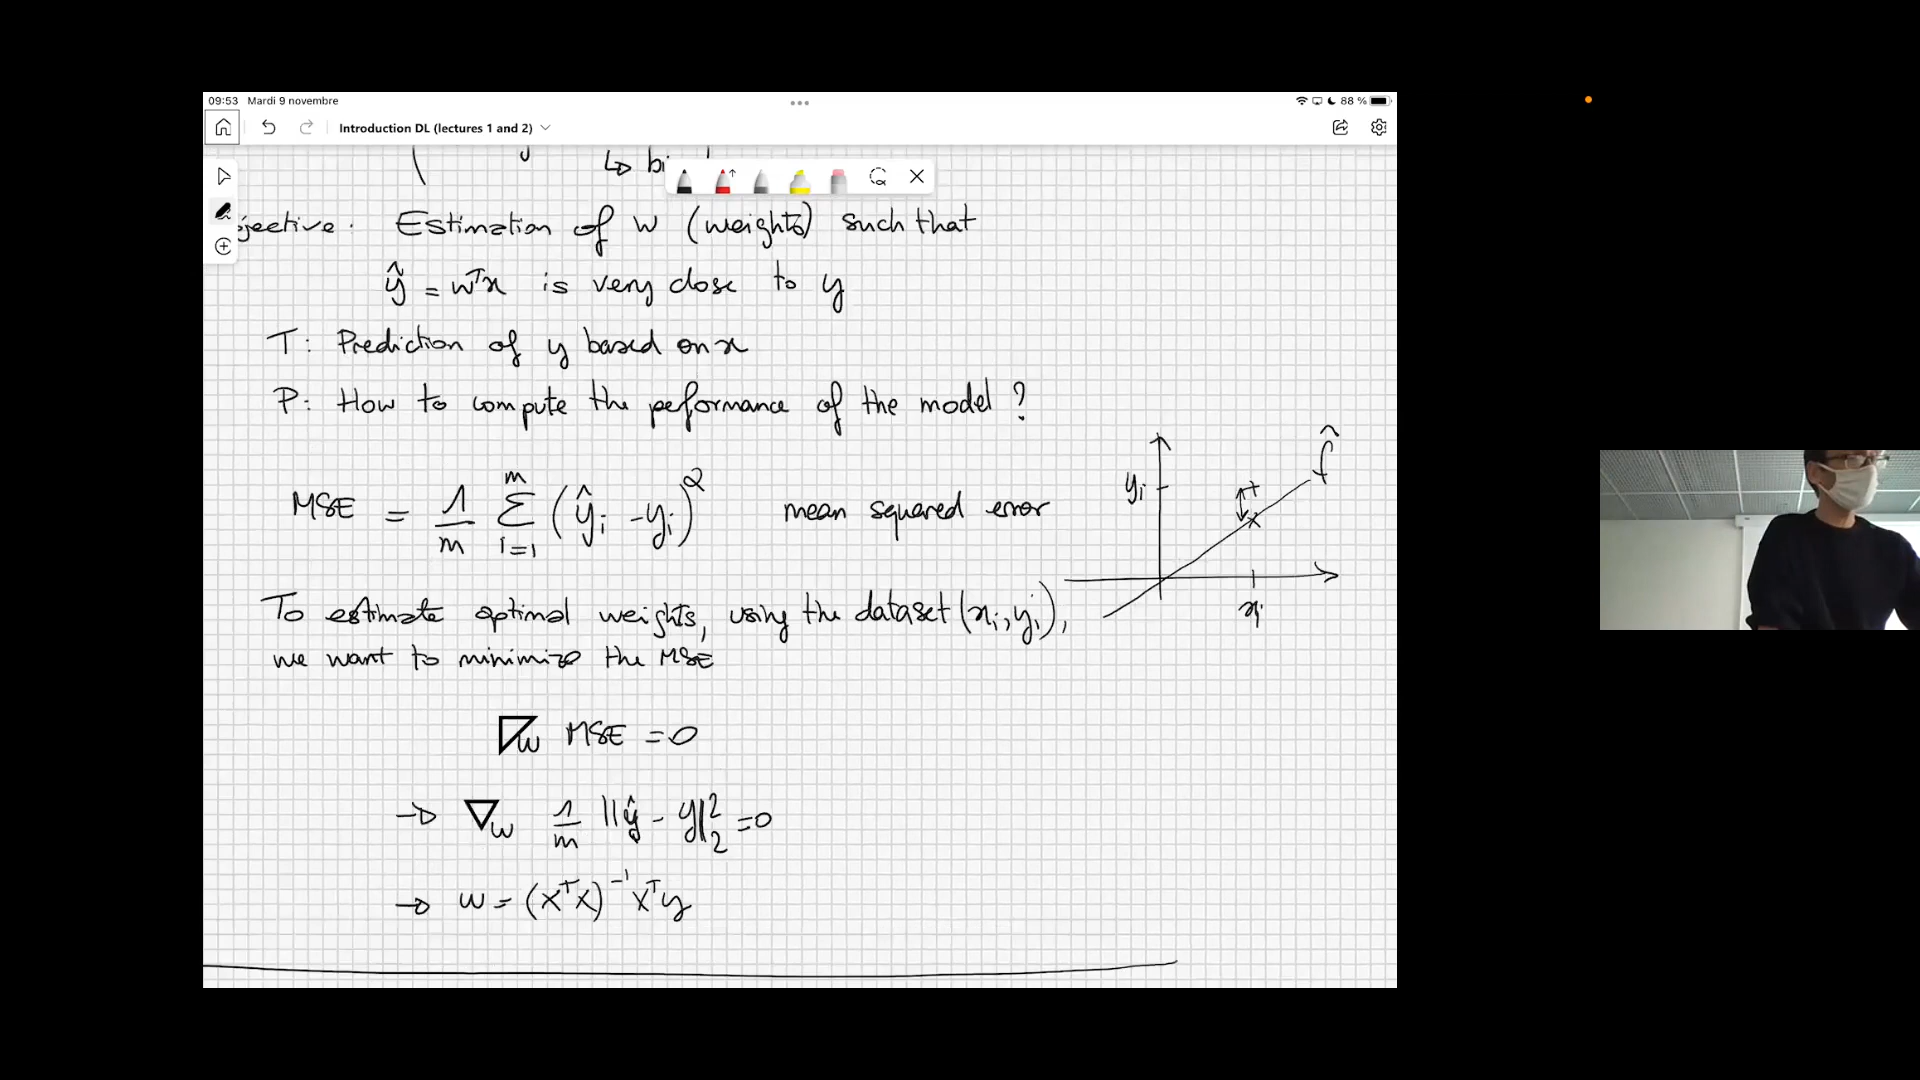 09:53 Mardi 9 novembre
88 %
Introduction DL (lectures 1 and 2)
↳ bi
jective : Estimation of w (weights) such that
ŷ = wᵀx is very close to y
T : Prediction of y based on x
P : How to compute the peformance of the model ?
MSE = 1/m Σ_{i=1}^{m} (ŷ_i - y_i)² mean squared error
f̂
y_i
x_i
To estimate optimal weights, using the dataset (x_i, y_i),
we want to minimize the MSE
∇_w MSE = 0
→ ∇_w 1/m ||ŷ - y||²₂ = 0
→ w = (XᵀX)⁻¹ Xᵀy